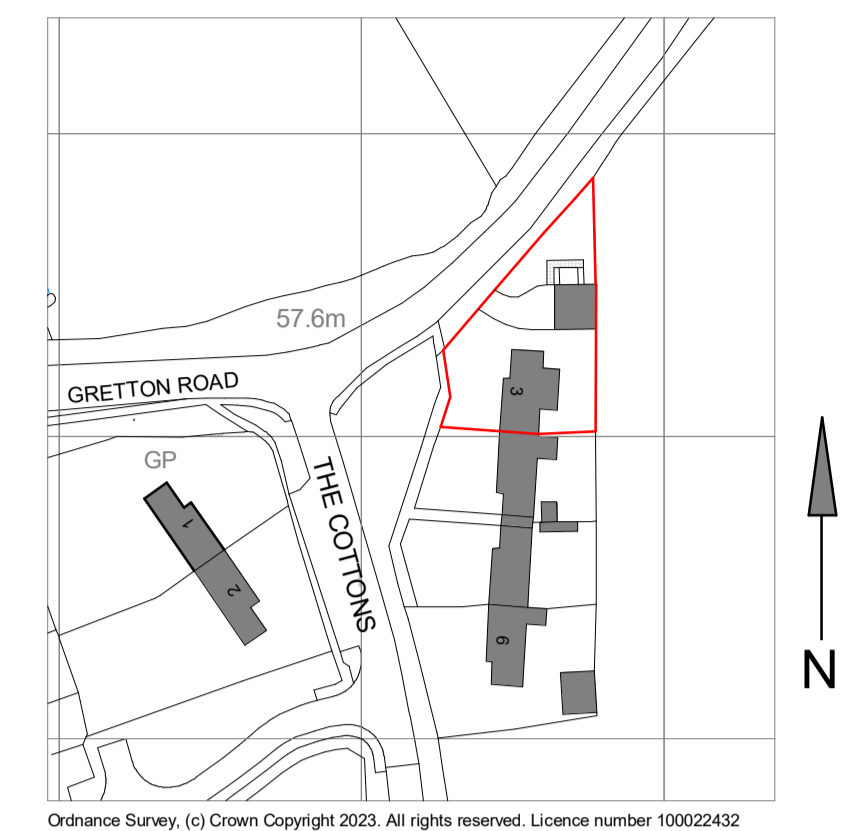 57.6m
GRETTON ROAD
3
GP
THE COTTONS
1
2
6
N
Ordnance Survey, (c) Crown Copyright 2023. All rights reserved. Licence number 100022432